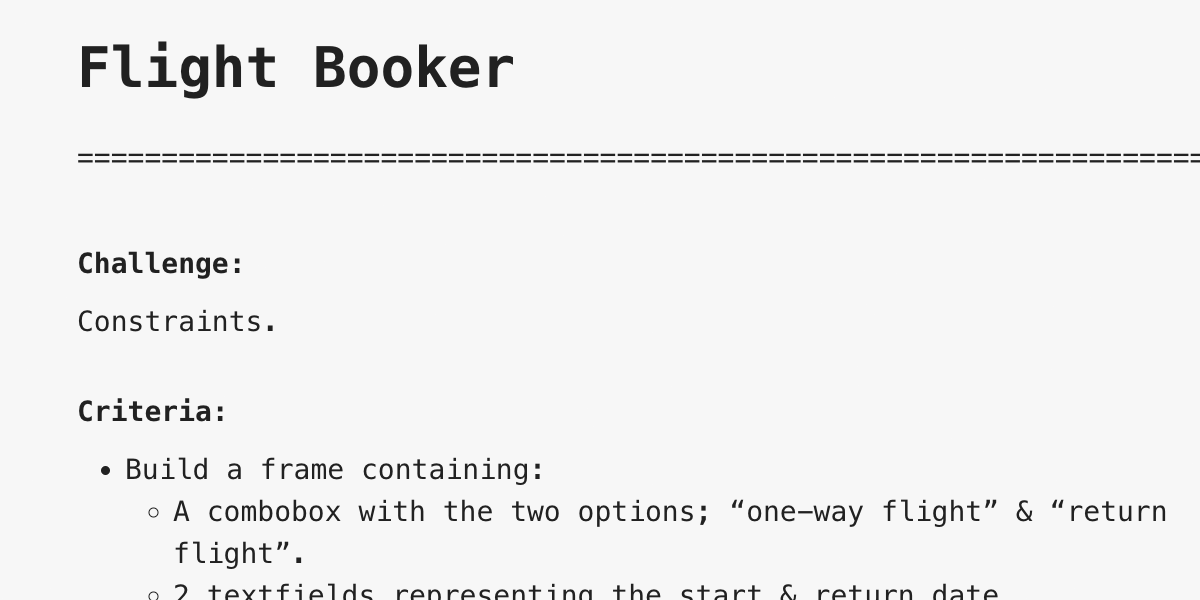 Flight Booker
===================================================================
Challenge:
Constraints.
Criteria:
• Build a frame containing:
◦ A combobox with the two options; “one–way flight” & “return
flight”.
◦ 2 textfields representing the start & return date